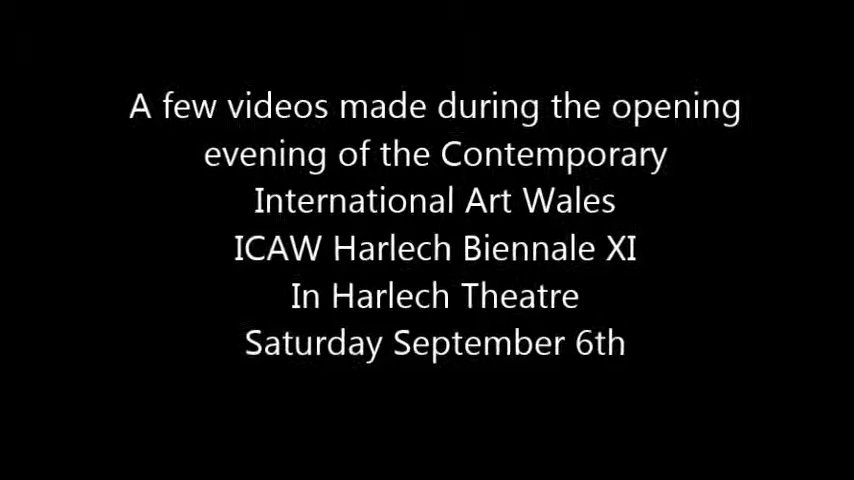 A few videos made during the opening
evening of the Contemporary
International Art Wales
ICAW Harlech Biennale XI
In Harlech Theatre
Saturday September 6th